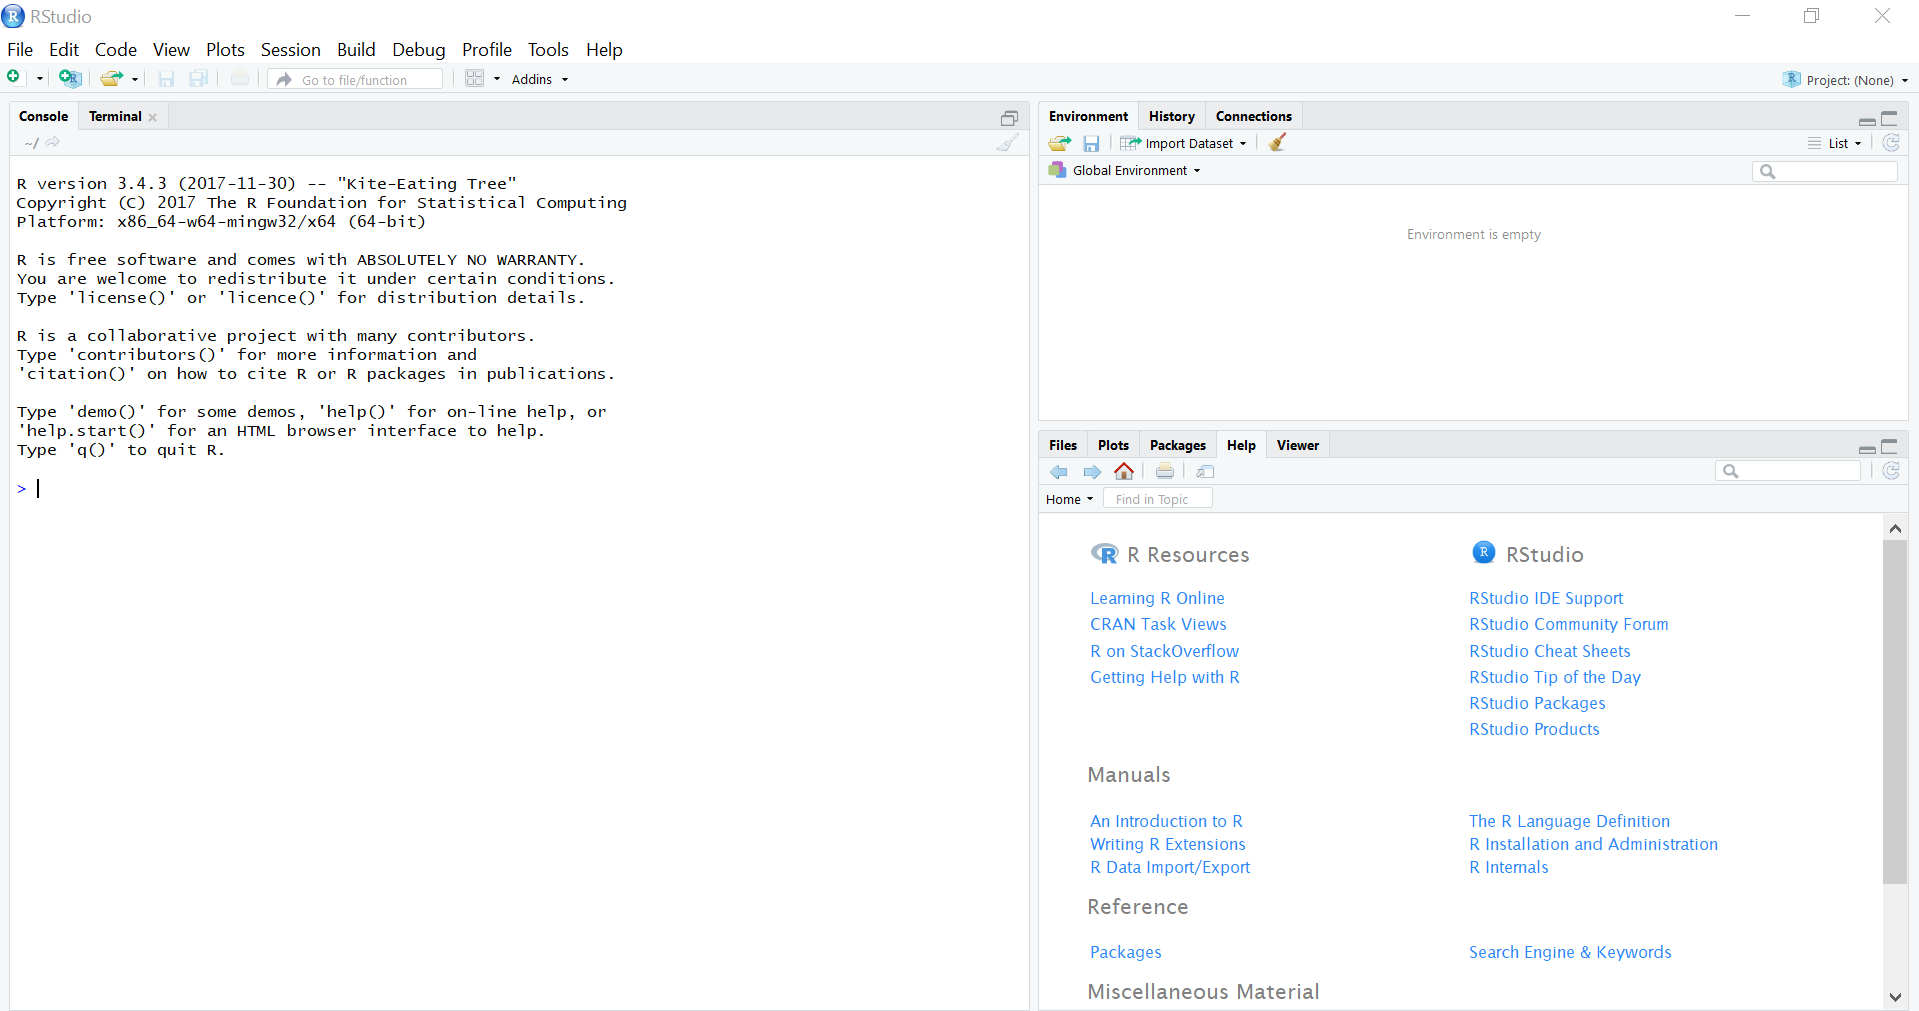 RStudio
File Edit Code View Plots Session Build Debug Profile Tools Help
Go to file/function Addins Project: (None)
Console Terminal
~/
R version 3.4.3 (2017-11-30) -- "Kite-Eating Tree"
Copyright (C) 2017 The R Foundation for Statistical Computing
Platform: x86_64-w64-mingw32/x64 (64-bit)
R is free software and comes with ABSOLUTELY NO WARRANTY.
You are welcome to redistribute it under certain conditions.
Type 'license()' or 'licence()' for distribution details.
R is a collaborative project with many contributors.
Type 'contributors()' for more information and
'citation()' on how to cite R or R packages in publications.
Type 'demo()' for some demos, 'help()' for on-line help, or
'help.start()' for an HTML browser interface to help.
Type 'q()' to quit R.
>
Environment History Connections
Import Dataset List
Global Environment
Environment is empty
Files Plots Packages Help Viewer
Home Find in Topic
R Resources
Learning R Online
CRAN Task Views
R on StackOverflow
Getting Help with R
RStudio
RStudio IDE Support
RStudio Community Forum
RStudio Cheat Sheets
RStudio Tip of the Day
RStudio Packages
RStudio Products
Manuals
An Introduction to R
Writing R Extensions
R Data Import/Export
The R Language Definition
R Installation and Administration
R Internals
Reference
Packages
Search Engine & Keywords
Miscellaneous Material